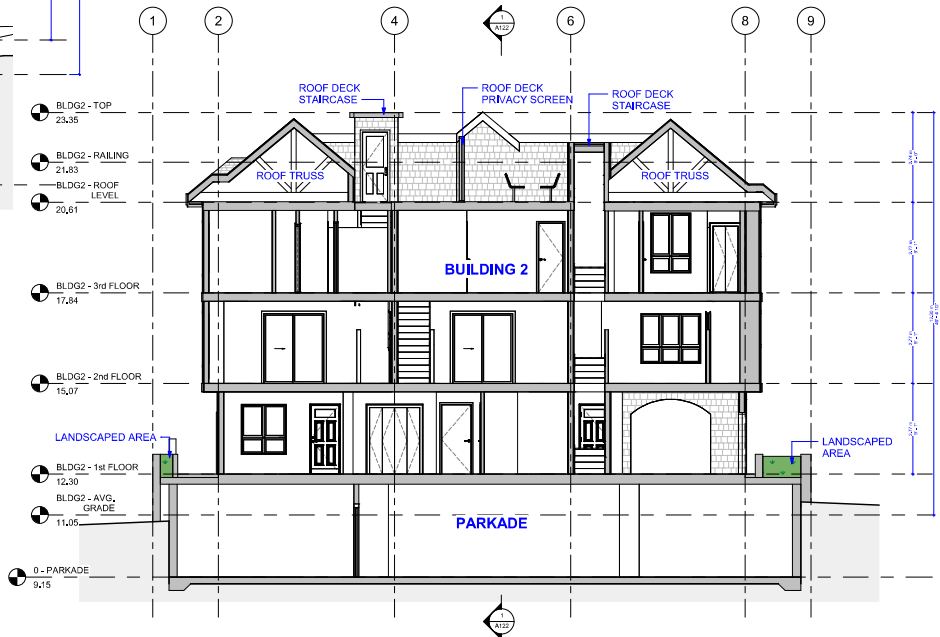 1
2
4
1
A122
6
8
9
ROOF DECK
STAIRCASE
ROOF DECK
PRIVACY SCREEN
ROOF DECK
STAIRCASE
BLDG2 - TOP
23.35
BLDG2 - RAILING
21.83
ROOF TRUSS
ROOF TRUSS
BLDG2 - ROOF
LEVEL
20.61
BUILDING 2
BLDG2 - 3rd FLOOR
17.84
BLDG2 - 2nd FLOOR
15.07
LANDSCAPED AREA
LANDSCAPED
AREA
BLDG2 - 1st FLOOR
12.30
BLDG2 - AVG.
GRADE
11.05
PARKADE
0 - PARKADE
9.15
1
A122